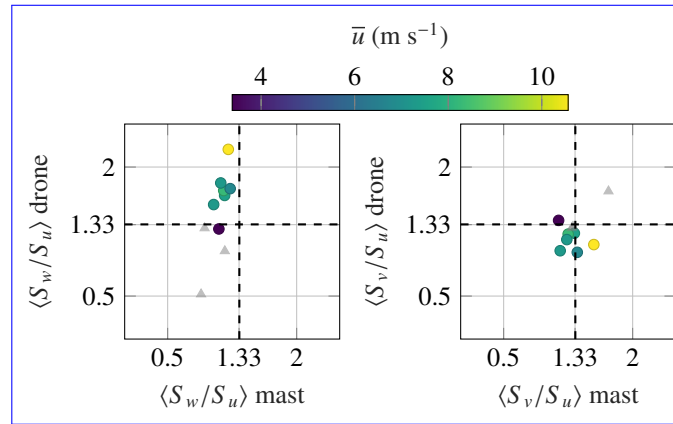 u̅ (m s⁻¹)
4 6 8 10
⟨S_w/S_u⟩ drone
2
1.33
0.5
0.5 1.33 2
⟨S_w/S_u⟩ mast
⟨S_v/S_u⟩ drone
2
1.33
0.5
0.5 1.33 2
⟨S_v/S_u⟩ mast